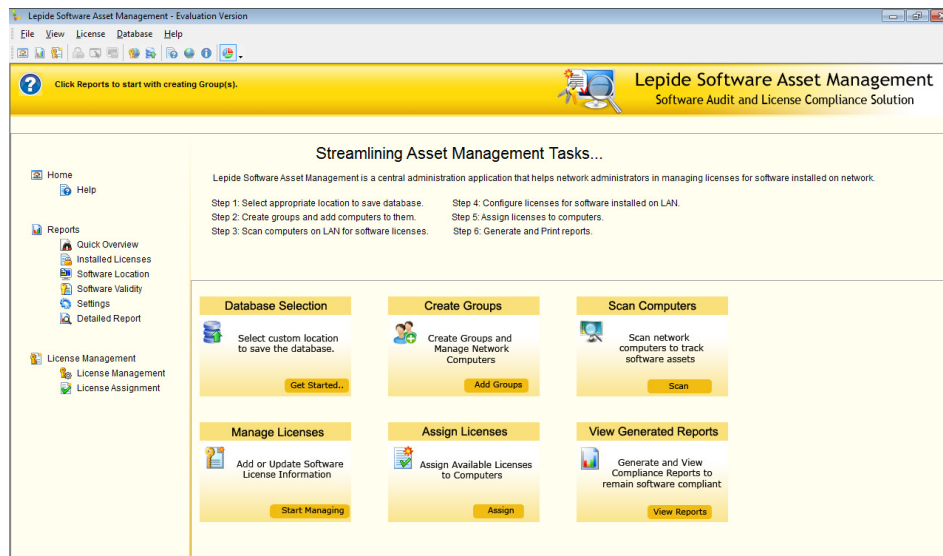 Lepide Software Asset Management - Evaluation Version
File View License Database Help
Click Reports to start with creating Group(s).
Lepide Software Asset Management
Software Audit and License Compliance Solution
Home
Help
Reports
Quick Overview
Installed Licenses
Software Location
Software Validity
Settings
Detailed Report
License Management
License Management
License Assignment
Streamlining Asset Management Tasks...
Lepide Software Asset Management is a central administration application that helps network administrators in managing licenses for software installed on network.
Step 1: Select appropriate location to save database. Step 4: Configure licenses for software installed on LAN.
Step 2: Create groups and add computers to them. Step 5: Assign licenses to computers.
Step 3: Scan computers on LAN for software licenses. Step 6: Generate and Print reports.
Database Selection
Select custom location
to save the database.
Get Started..
Create Groups
Create Groups and
Manage Network
Computers
Add Groups
Scan Computers
Scan network
computers to track
software assets
Scan
Manage Licenses
Add or Update Software
License Information
Start Managing
Assign Licenses
Assign Available Licenses
to Computers
Assign
View Generated Reports
Generate and View
Compliance Reports to
remain software compliant
View Reports